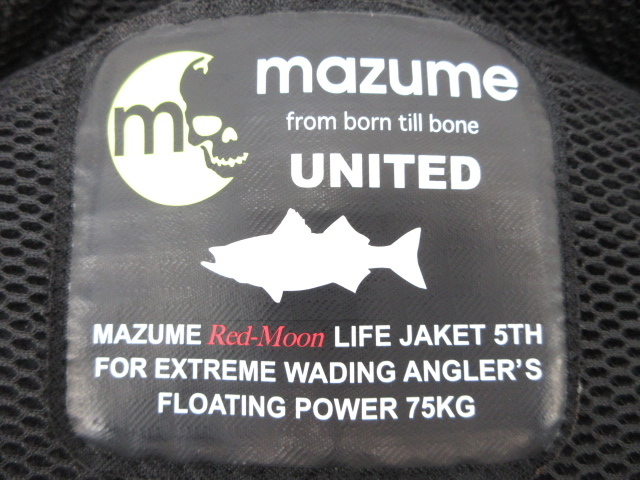 m
mazume
from born till bone
UNITED
MAZUME Red-Moon LIFE JAKET 5TH
FOR EXTREME WADING ANGLER'S
FLOATING POWER 75KG